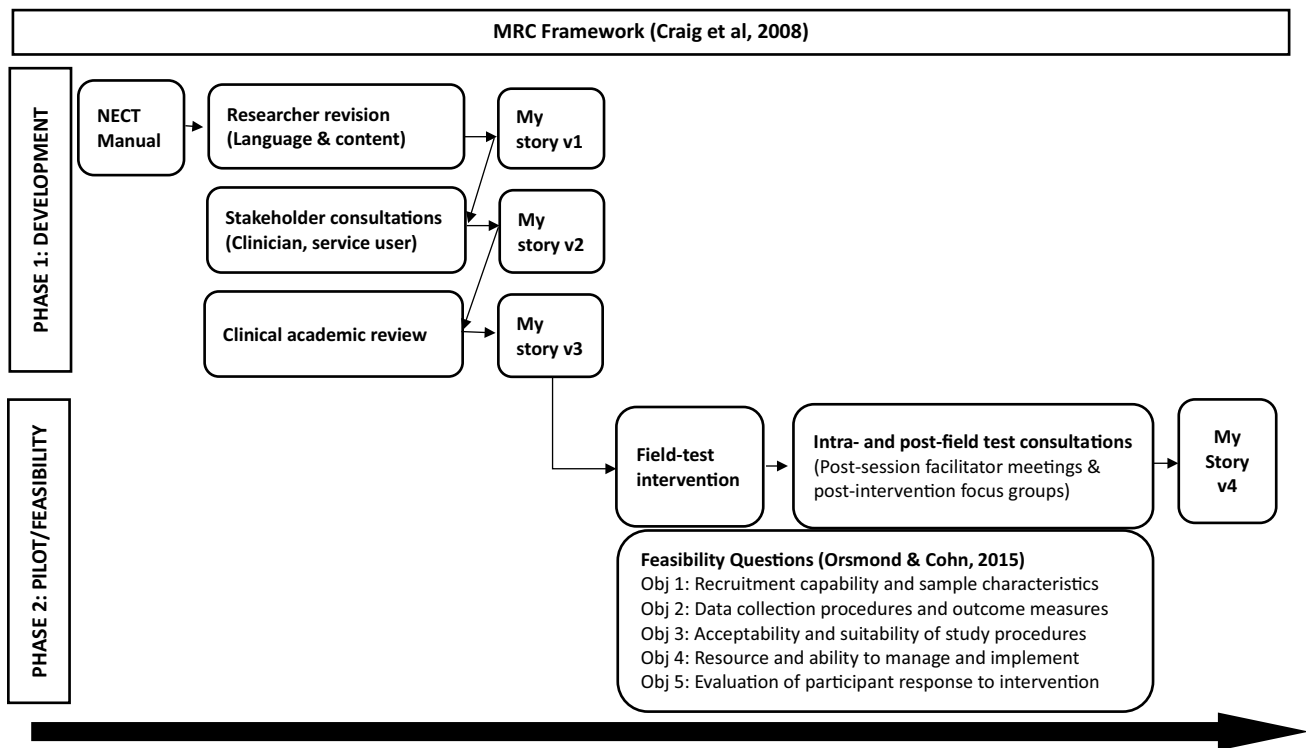 MRC Framework (Craig et al, 2008)
PHASE 1: DEVELOPMENT
NECT
Manual
Researcher revision
(Language & content)
My
story v1
Stakeholder consultations
(Clinician, service user)
My
story v2
Clinical academic review
My
story v3
PHASE 2: PILOT/FEASIBILITY
Field-test
intervention
Intra- and post-field test consultations
(Post-session facilitator meetings &
post-intervention focus groups)
My
Story
v4
Feasibility Questions (Orsmond & Cohn, 2015)
Obj 1: Recruitment capability and sample characteristics
Obj 2: Data collection procedures and outcome measures
Obj 3: Acceptability and suitability of study procedures
Obj 4: Resource and ability to manage and implement
Obj 5: Evaluation of participant response to intervention